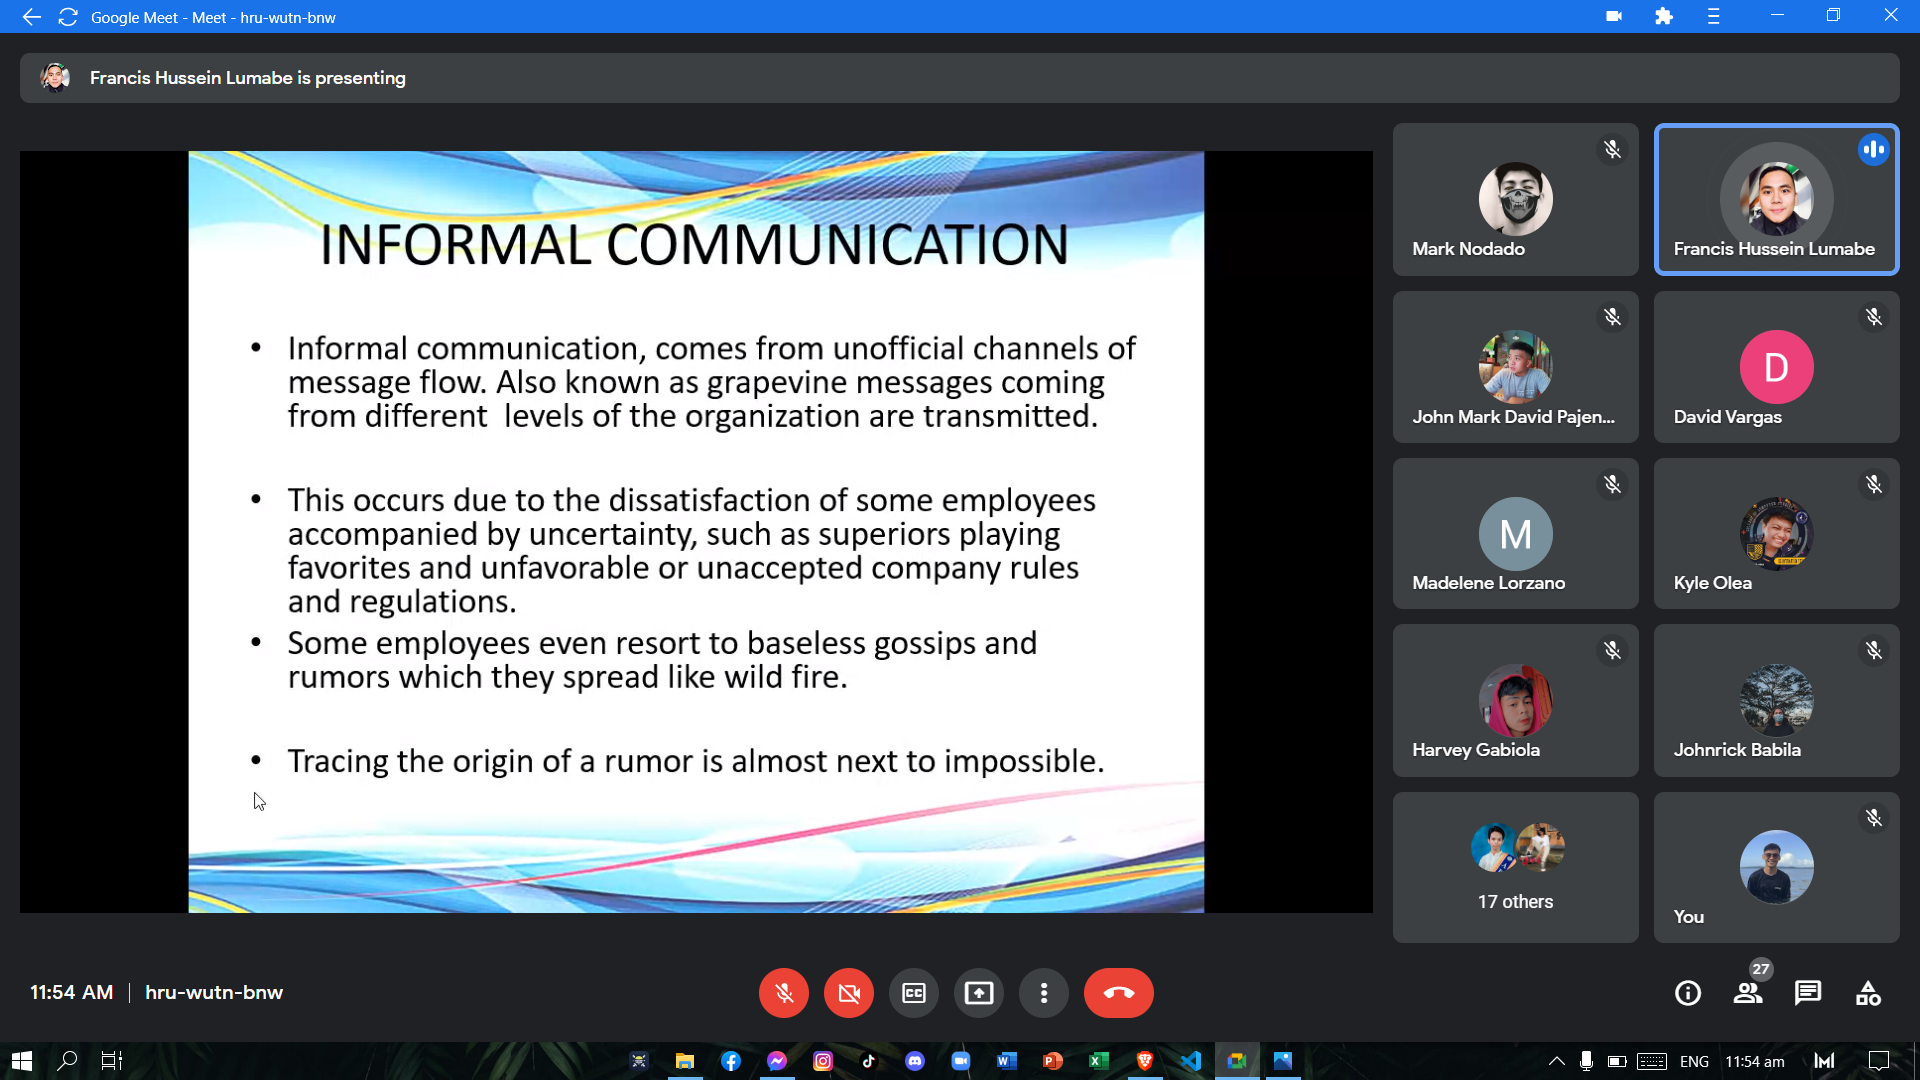 Google Meet - Meet - hru-wutn-bnw
Francis Hussein Lumabe is presenting
INFORMAL COMMUNICATION
• Informal communication, comes from unofficial channels of
message flow. Also known as grapevine messages coming
from different levels of the organization are transmitted.
• This occurs due to the dissatisfaction of some employees
accompanied by uncertainty, such as superiors playing
favorites and unfavorable or unaccepted company rules
and regulations.
• Some employees even resort to baseless gossips and
rumors which they spread like wild fire.
• Tracing the origin of a rumor is almost next to impossible.
Mark Nodado
Francis Hussein Lumabe
John Mark David Pajen...
D
David Vargas
M
Madelene Lorzano
Kyle Olea
Harvey Gabiola
Johnrick Babila
17 others
You
11:54 AM | hru-wutn-bnw
CC
27
ENG
11:54 am